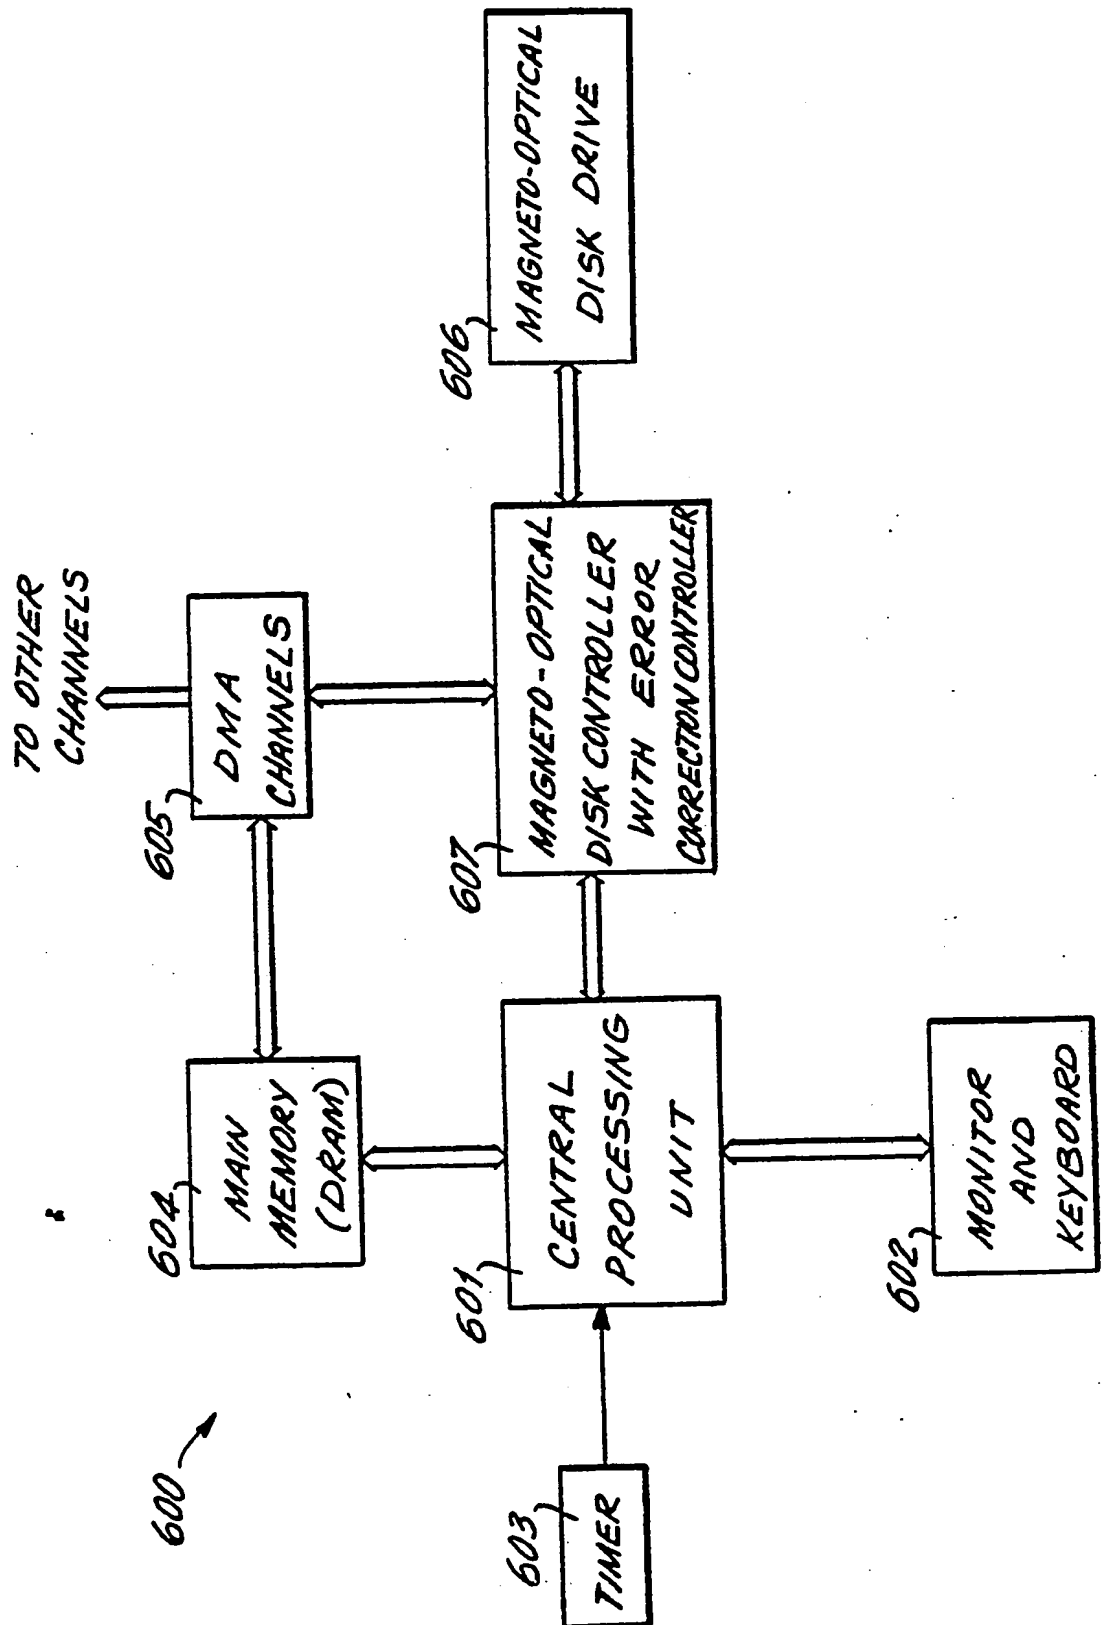 600
TO OTHER
CHANNELS
604
MAIN
MEMORY
(DRAM)
605
DMA
CHANNELS
603
TIMER
601
CENTRAL
PROCESSING
UNIT
607
MAGNETO-OPTICAL
DISK CONTROLLER
WITH ERROR
CORRECTION CONTROLLER
606
MAGNETO-OPTICAL
DISK DRIVE
602
MONITOR
AND
KEYBOARD